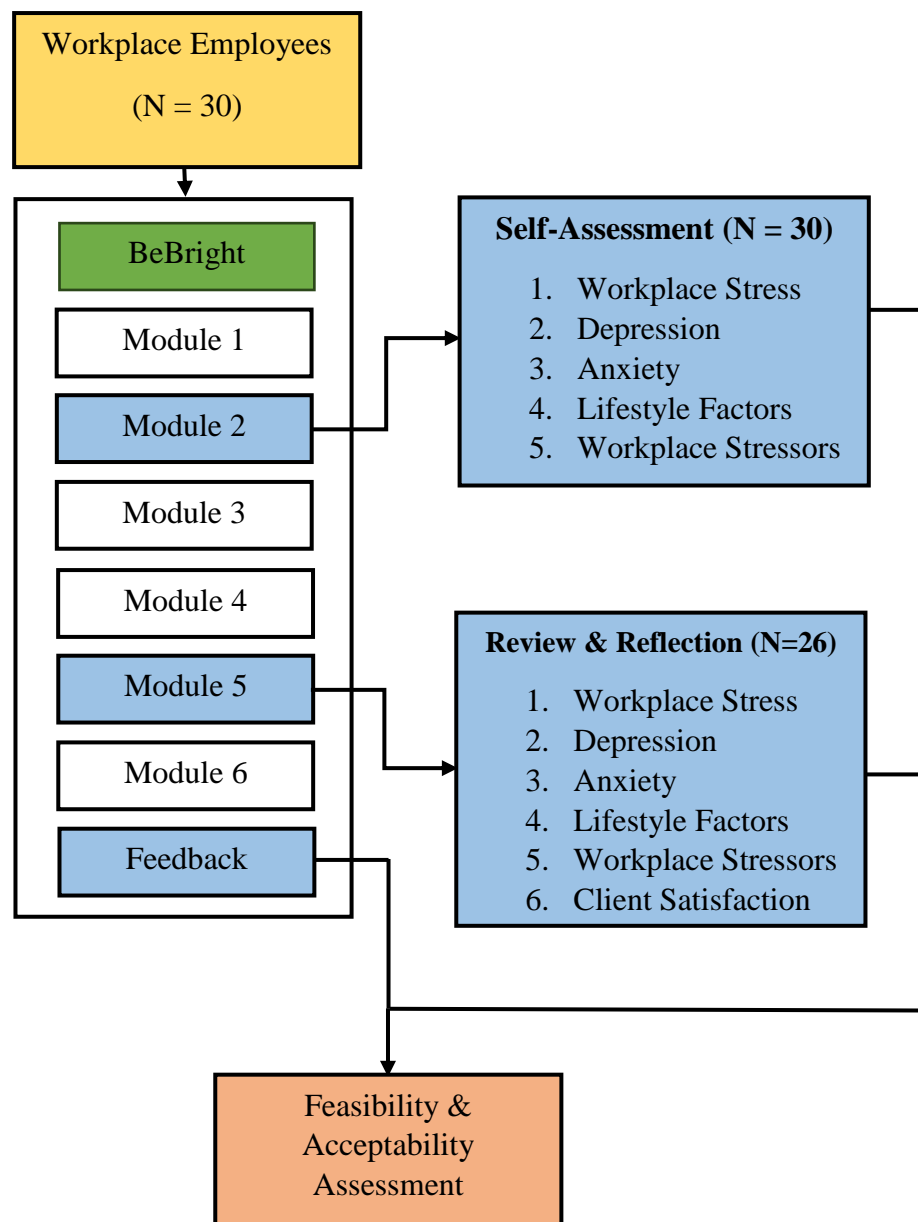 Workplace Employees
(N = 30)
BeBright
Module 1
Module 2
Module 3
Module 4
Module 5
Module 6
Feedback
Self-Assessment (N = 30)
1. Workplace Stress
2. Depression
3. Anxiety
4. Lifestyle Factors
5. Workplace Stressors
Review & Reflection (N=26)
1. Workplace Stress
2. Depression
3. Anxiety
4. Lifestyle Factors
5. Workplace Stressors
6. Client Satisfaction
Feasibility &
Acceptability
Assessment